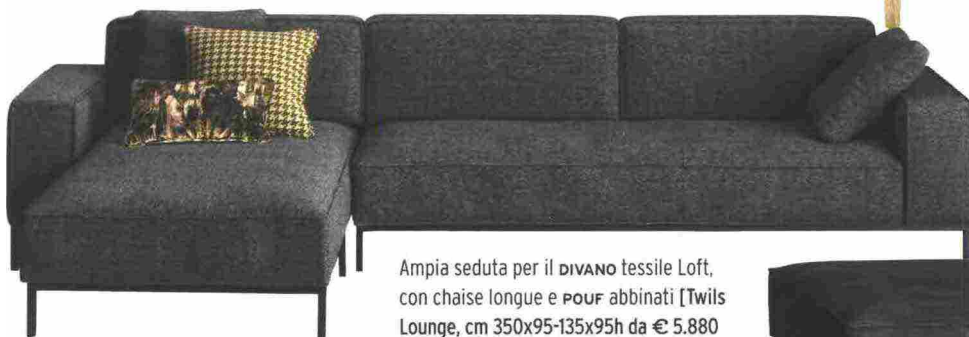 Ampia seduta per il DIVANO tessile Loft,
con chaise longue e POUF abbinati [Twils
Lounge, cm 350x95-135x95h da € 5.880